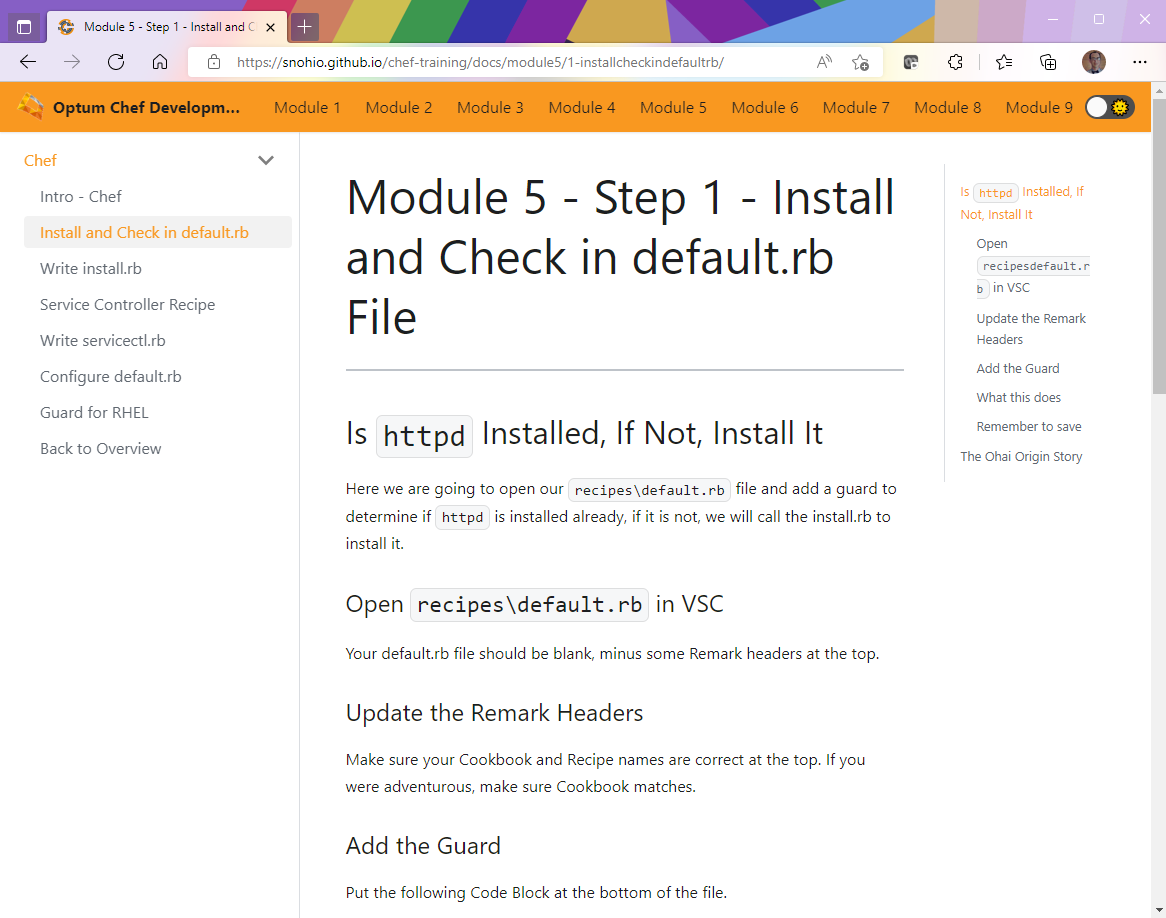 Module 5 - Step 1 - Install and C
https://snohio.github.io/chef-training/docs/module5/1-installcheckindefaultrb/
Optum Chef Developm... Module 1 Module 2 Module 3 Module 4 Module 5 Module 6 Module 7 Module 8 Module 9
Chef
Intro - Chef
Install and Check in default.rb
Write install.rb
Service Controller Recipe
Write servicectl.rb
Configure default.rb
Guard for RHEL
Back to Overview
Module 5 - Step 1 - Install
and Check in default.rb
File
Is httpd Installed, If Not, Install It
Here we are going to open our recipes\default.rb file and add a guard to
determine if httpd is installed already, if it is not, we will call the install.rb to
install it.
Open recipes\default.rb in VSC
Your default.rb file should be blank, minus some Remark headers at the top.
Update the Remark Headers
Make sure your Cookbook and Recipe names are correct at the top. If you
were adventurous, make sure Cookbook matches.
Add the Guard
Put the following Code Block at the bottom of the file.
Is httpd Installed, If
Not, Install It
Open
recipesdefault.r
b in VSC
Update the Remark
Headers
Add the Guard
What this does
Remember to save
The Ohai Origin Story